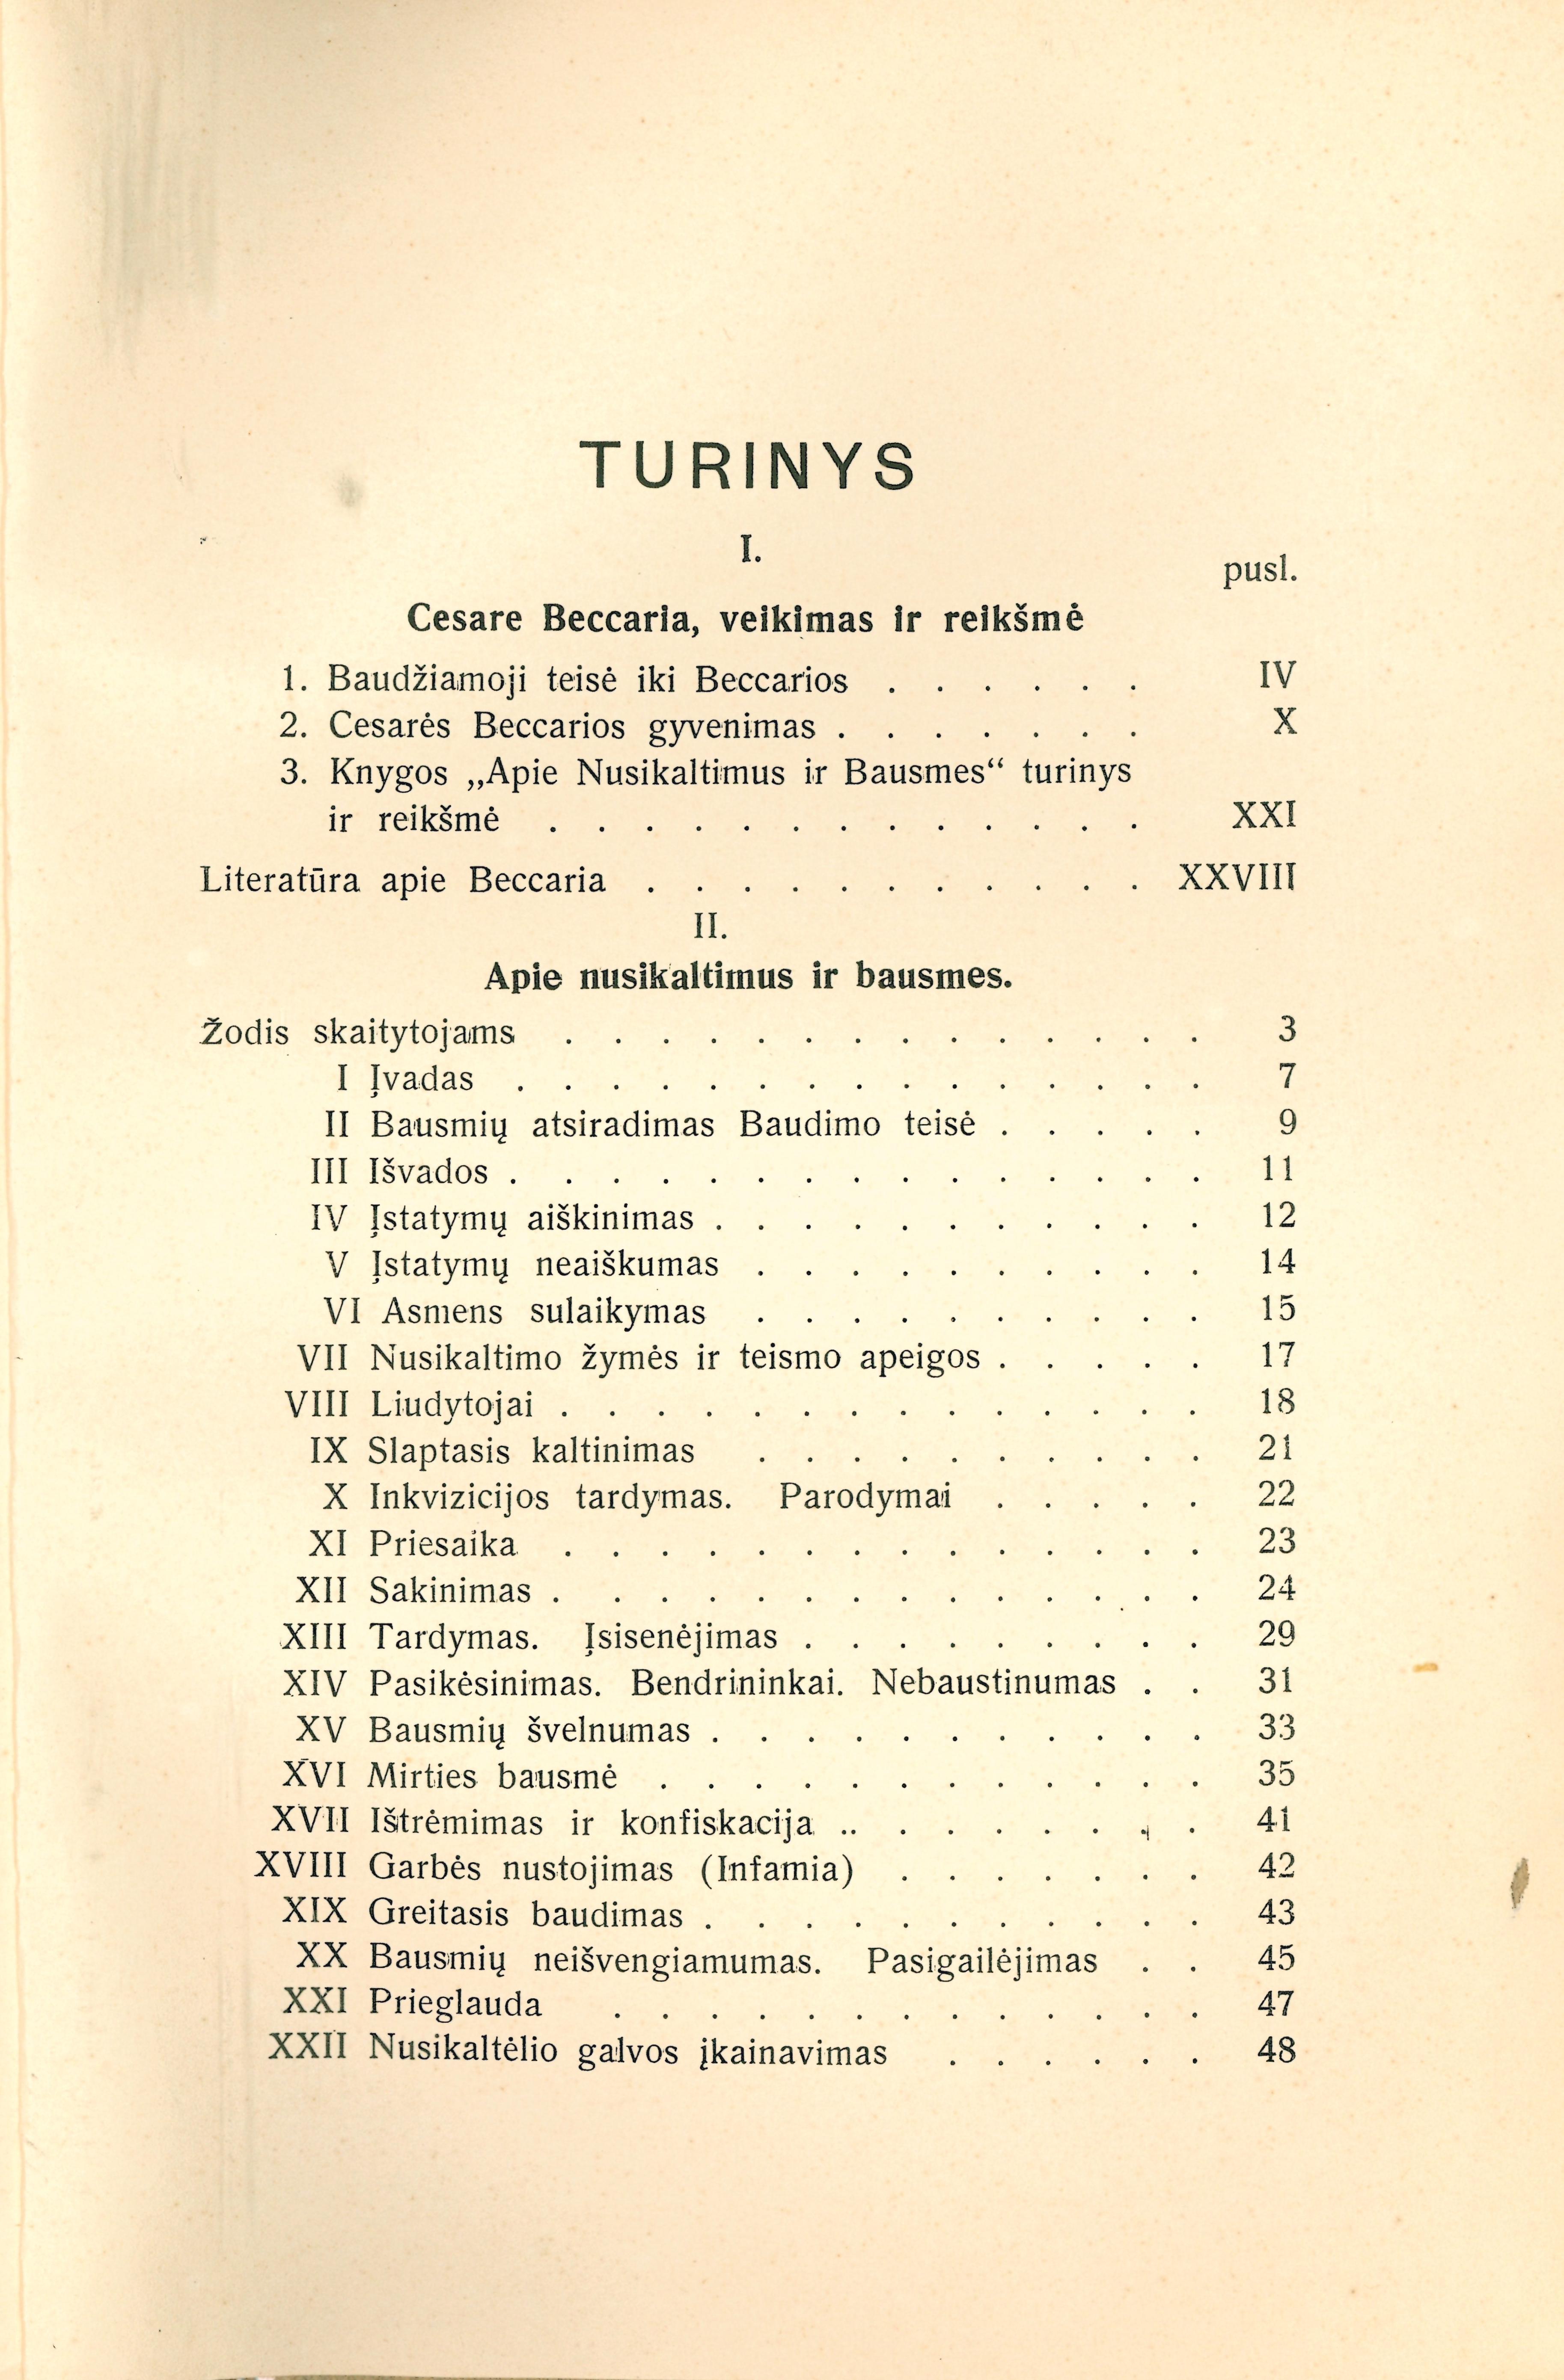 TURINYS
I.
pusl.
Cesare Beccaria, veikimas ir reikšmė
1. Baudžiamoji teisė iki Beccarios . . . . . . IV
2. Cesarės Beccarios gyvenimas . . . . . . . X
3. Knygos „Apie Nusikaltimus ir Bausmes“ turinys
ir reikšmė . . . . . . . . . . . . . XXI
Literatūra apie Beccaria . . . . . . . . . . . XXVIII
II.
Apie nusikaltimus ir bausmes.
Žodis skaitytojams . . . . . . . . . . . . . . 3
I Įvadas . . . . . . . . . . . . . . . 7
II Bausmių atsiradimas Baudimo teisė . . . . . 9
III Išvados . . . . . . . . . . . . . . . 11
IV Įstatymų aiškinimas . . . . . . . . . . . 12
V Įstatymų neaiškumas . . . . . . . . . . 14
VI Asmens sulaikymas . . . . . . . . . . 15
VII Nusikaltimo žymės ir teismo apeigos . . . . . 17
VIII Liudytojai . . . . . . . . . . . . . . 18
IX Slaptasis kaltinimas . . . . . . . . . . 21
X Inkvizicijos tardymas. Parodymai . . . . . 22
XI Priesaika . . . . . . . . . . . . . . 23
XII Sakinimas . . . . . . . . . . . . . . 24
XIII Tardymas. Įsisenėjimas . . . . . . . . . 29
XIV Pasikėsinimas. Bendrininkai. Nebaustinumas . . 31
XV Bausmių švelnumas . . . . . . . . . . . 33
XVI Mirties bausmė . . . . . . . . . . . . 35
XVII Ištrėmimas ir konfiskacija .. . . . . . . . 41
XVIII Garbės nustojimas (Infamia) . . . . . . . 42
XIX Greitasis baudimas . . . . . . . . . . . 43
XX Bausmių neišvengiamumas. Pasigailėjimas . . 45
XXI Prieglauda . . . . . . . . . . . . . 47
XXII Nusikaltėlio galvos įkainavimas . . . . . . 48